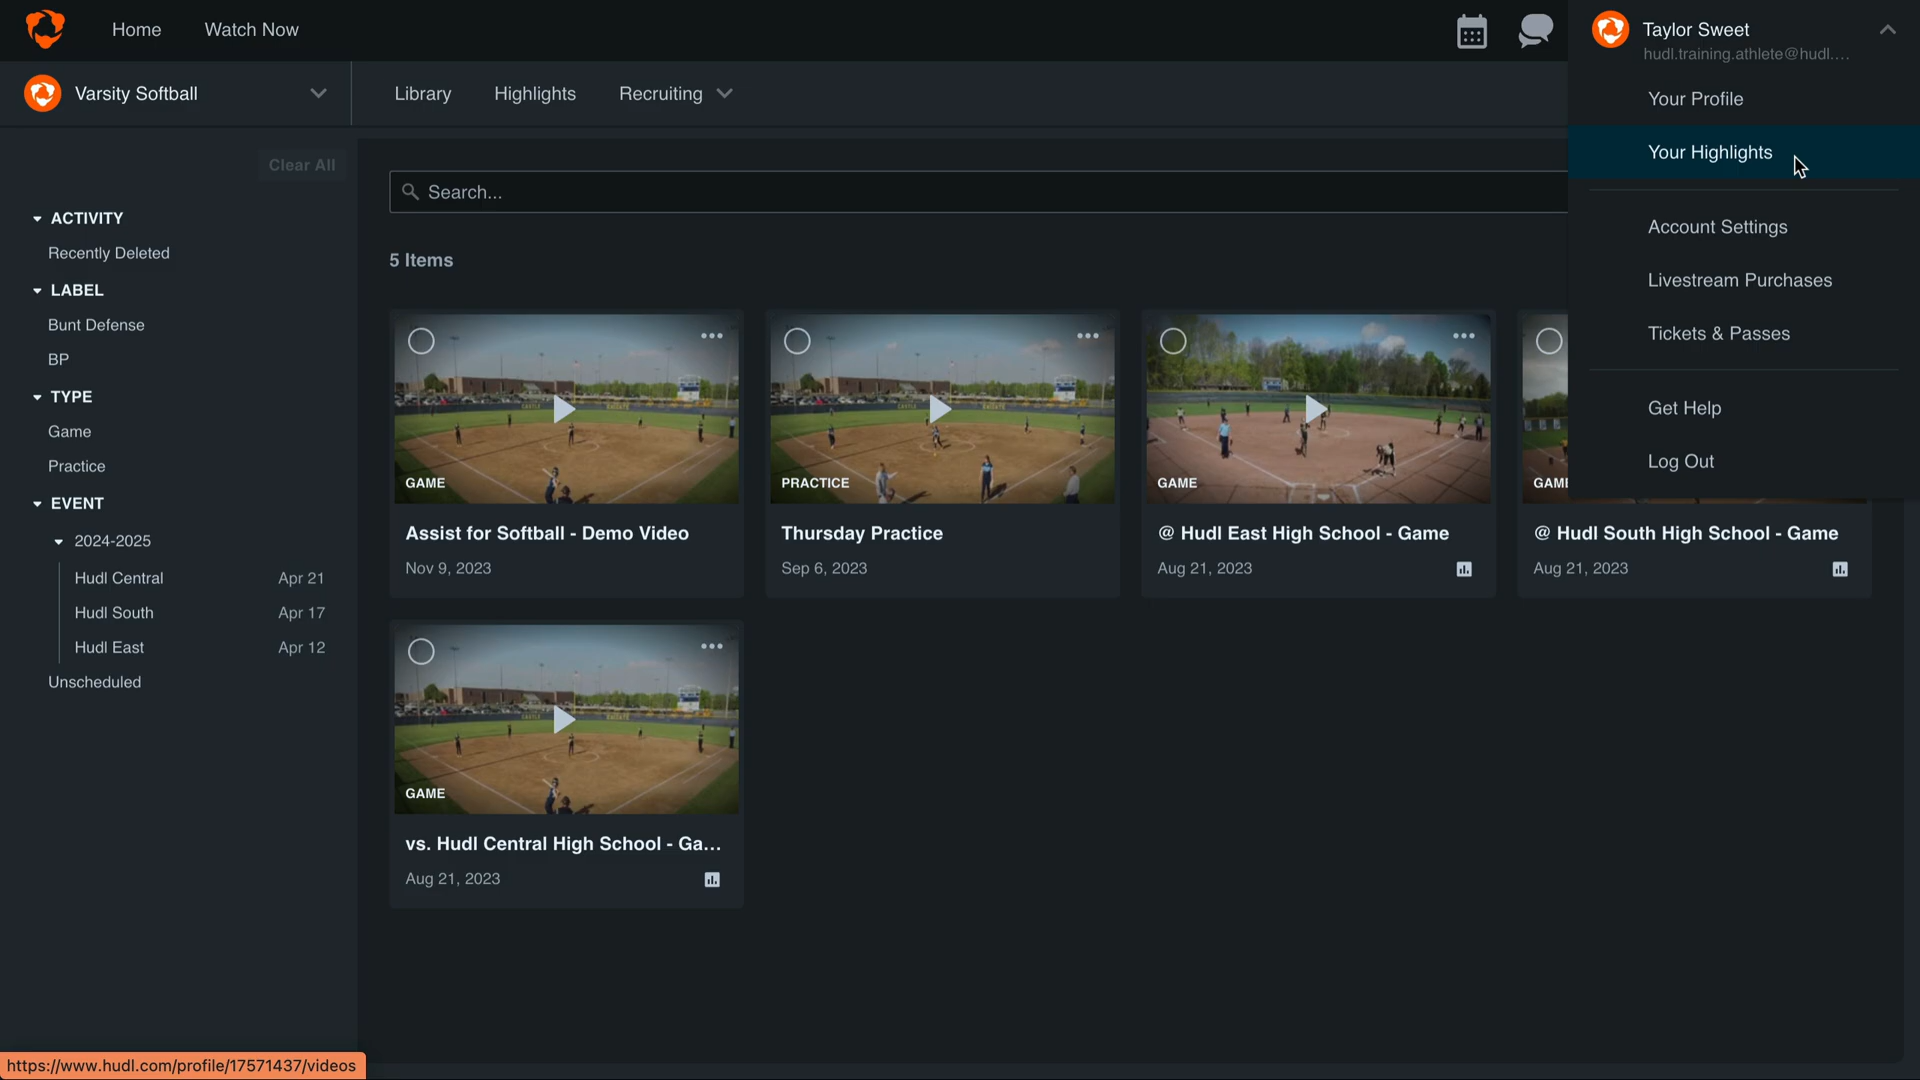 Home
Watch Now
Taylor Sweet
hudl.training.athlete@hudl....
Varsity Softball
Library
Highlights
Recruiting
Your Profile
Your Highlights
Account Settings
Livestream Purchases
Tickets & Passes
Get Help
Log Out
Clear All
ACTIVITY
Recently Deleted
LABEL
Bunt Defense
BP
TYPE
Game
Practice
EVENT
2024-2025
Hudl Central Apr 21
Hudl South Apr 17
Hudl East Apr 12
Unscheduled
Search...
5 Items
GAME
Assist for Softball - Demo Video
Nov 9, 2023
PRACTICE
Thursday Practice
Sep 6, 2023
GAME
@ Hudl East High School - Game
Aug 21, 2023
GAME
@ Hudl South High School - Game
Aug 21, 2023
GAME
vs. Hudl Central High School - Ga...
Aug 21, 2023
https://www.hudl.com/profile/17571437/videos